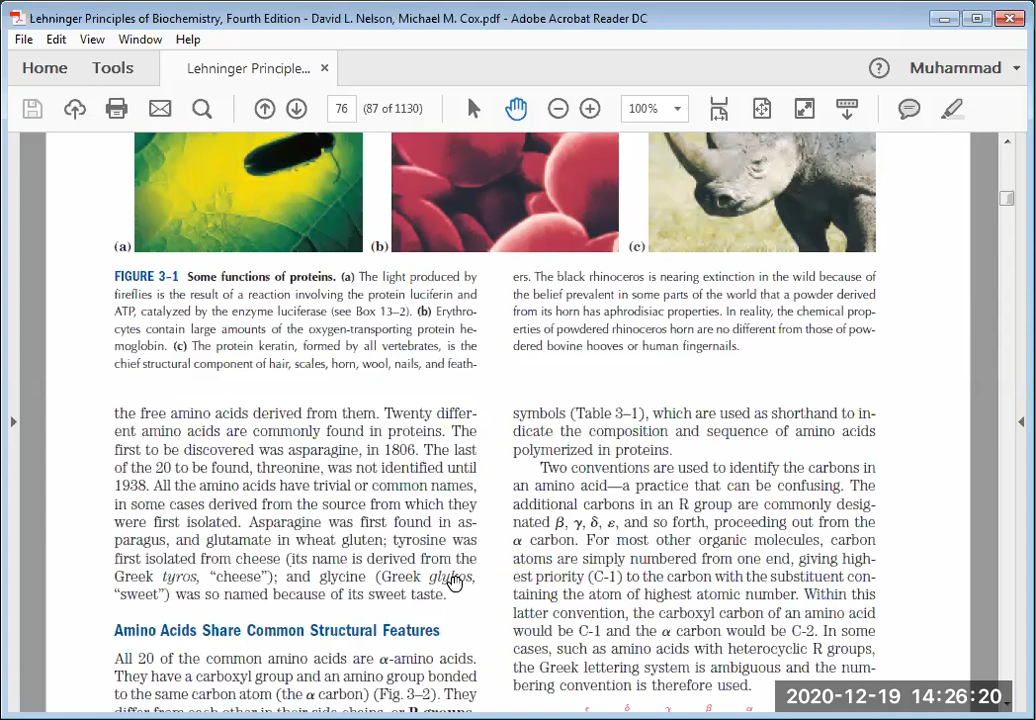 Lehninger Principles of Biochemistry, Fourth Edition - David L. Nelson, Michael M. Cox.pdf - Adobe Acrobat Reader DC
File Edit View Window Help
Home Tools Lehninger Principle... × ? Muhammad
76 (87 of 1130) 100%
(a) (b) (c)
FIGURE 3–1 Some functions of proteins. (a) The light produced by
fireflies is the result of a reaction involving the protein luciferin and
ATP, catalyzed by the enzyme luciferase (see Box 13–2). (b) Erythro-
cytes contain large amounts of the oxygen-transporting protein he-
moglobin. (c) The protein keratin, formed by all vertebrates, is the
chief structural component of hair, scales, horn, wool, nails, and feath-
ers. The black rhinoceros is nearing extinction in the wild because of
the belief prevalent in some parts of the world that a powder derived
from its horn has aphrodisiac properties. In reality, the chemical prop-
erties of powdered rhinoceros horn are no different from those of pow-
dered bovine hooves or human fingernails.
the free amino acids derived from them. Twenty differ-
ent amino acids are commonly found in proteins. The
first to be discovered was asparagine, in 1806. The last
of the 20 to be found, threonine, was not identified until
1938. All the amino acids have trivial or common names,
in some cases derived from the source from which they
were first isolated. Asparagine was first found in as-
paragus, and glutamate in wheat gluten; tyrosine was
first isolated from cheese (its name is derived from the
Greek tyros, “cheese”); and glycine (Greek glykos,
“sweet”) was so named because of its sweet taste.
Amino Acids Share Common Structural Features
All 20 of the common amino acids are α-amino acids.
They have a carboxyl group and an amino group bonded
to the same carbon atom (the α carbon) (Fig. 3–2). They
differ from each other in their side chains, or R groups,
symbols (Table 3–1), which are used as shorthand to in-
dicate the composition and sequence of amino acids
polymerized in proteins.
Two conventions are used to identify the carbons in
an amino acid—a practice that can be confusing. The
additional carbons in an R group are commonly desig-
nated β, γ, δ, ε, and so forth, proceeding out from the
α carbon. For most other organic molecules, carbon
atoms are simply numbered from one end, giving high-
est priority (C-1) to the carbon with the substituent con-
taining the atom of highest atomic number. Within this
latter convention, the carboxyl carbon of an amino acid
would be C-1 and the α carbon would be C-2. In some
cases, such as amino acids with heterocyclic R groups,
the Greek lettering system is ambiguous and the num-
bering convention is therefore used.
ε δ γ β α
2020-12-19 14:26:20